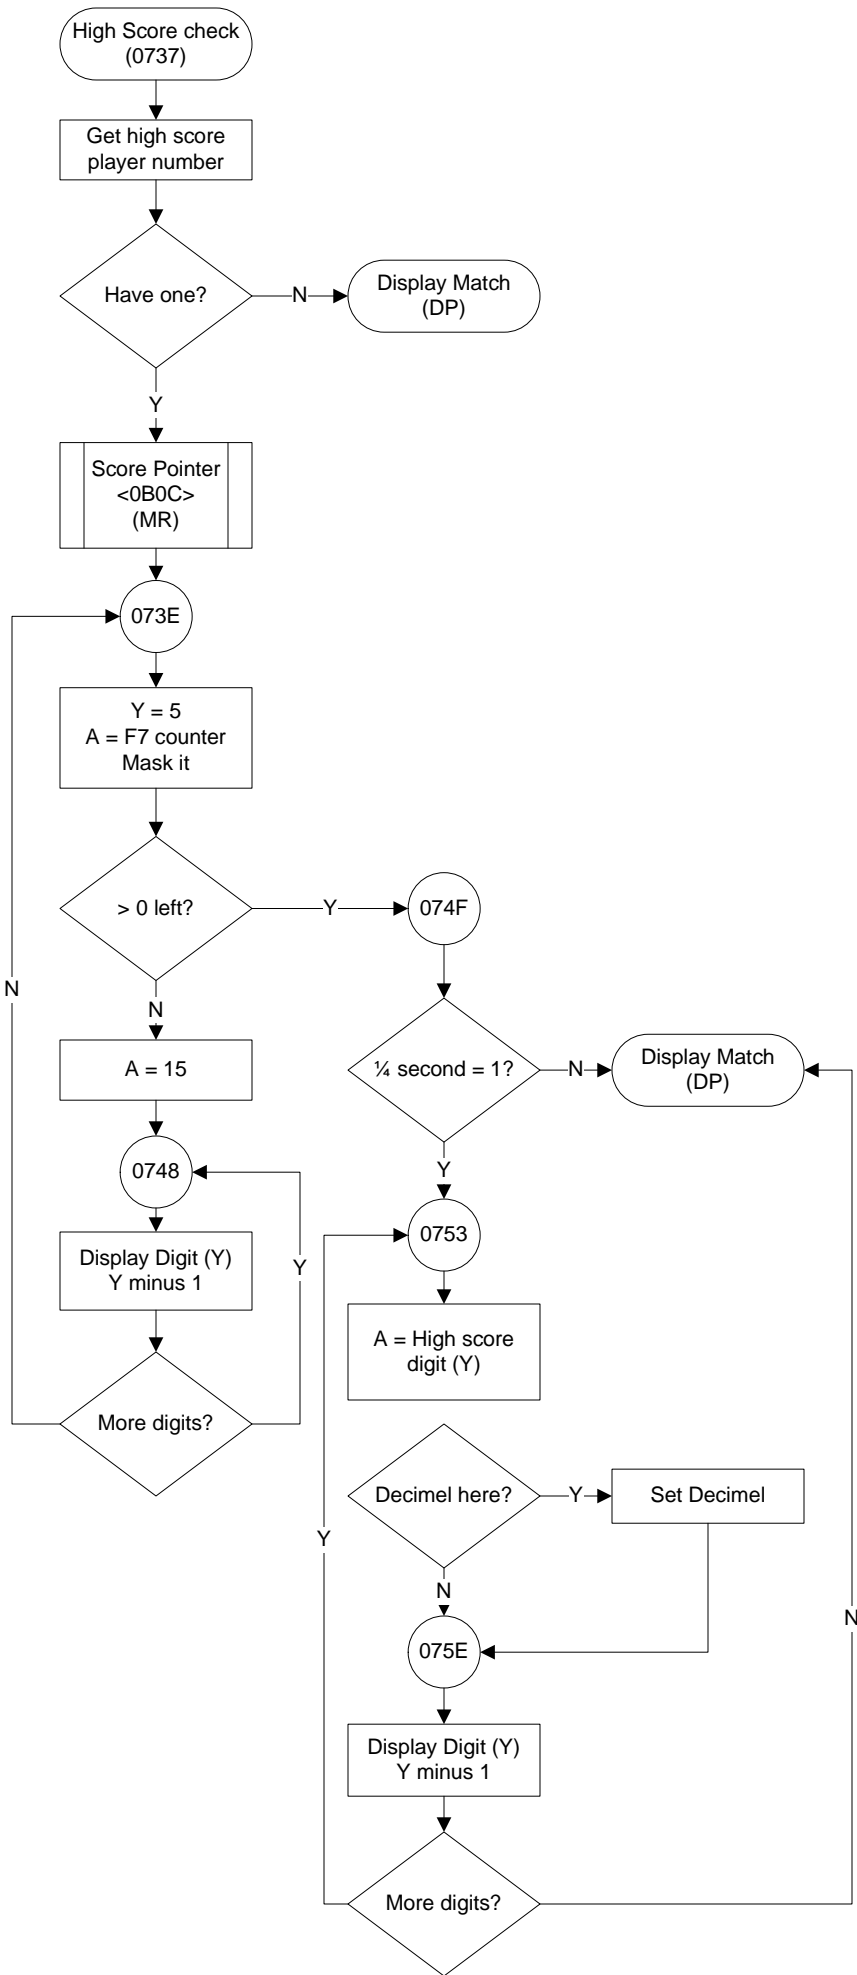 High Score check
(0737)
Get high score
player number
Have one?
N
Display Match
(DP)
Y
Score Pointer
<0B0C>
(MR)
073E
Y = 5
A = F7 counter
Mask it
> 0 left?
Y
074F
N
N
A = 15
¼ second = 1?
N
Display Match
(DP)
0748
Y
0753
Display Digit (Y)
Y minus 1
Y
A = High score
digit (Y)
More digits?
Decimel here?
Y
Set Decimel
Y
N
N
075E
Display Digit (Y)
Y minus 1
More digits?